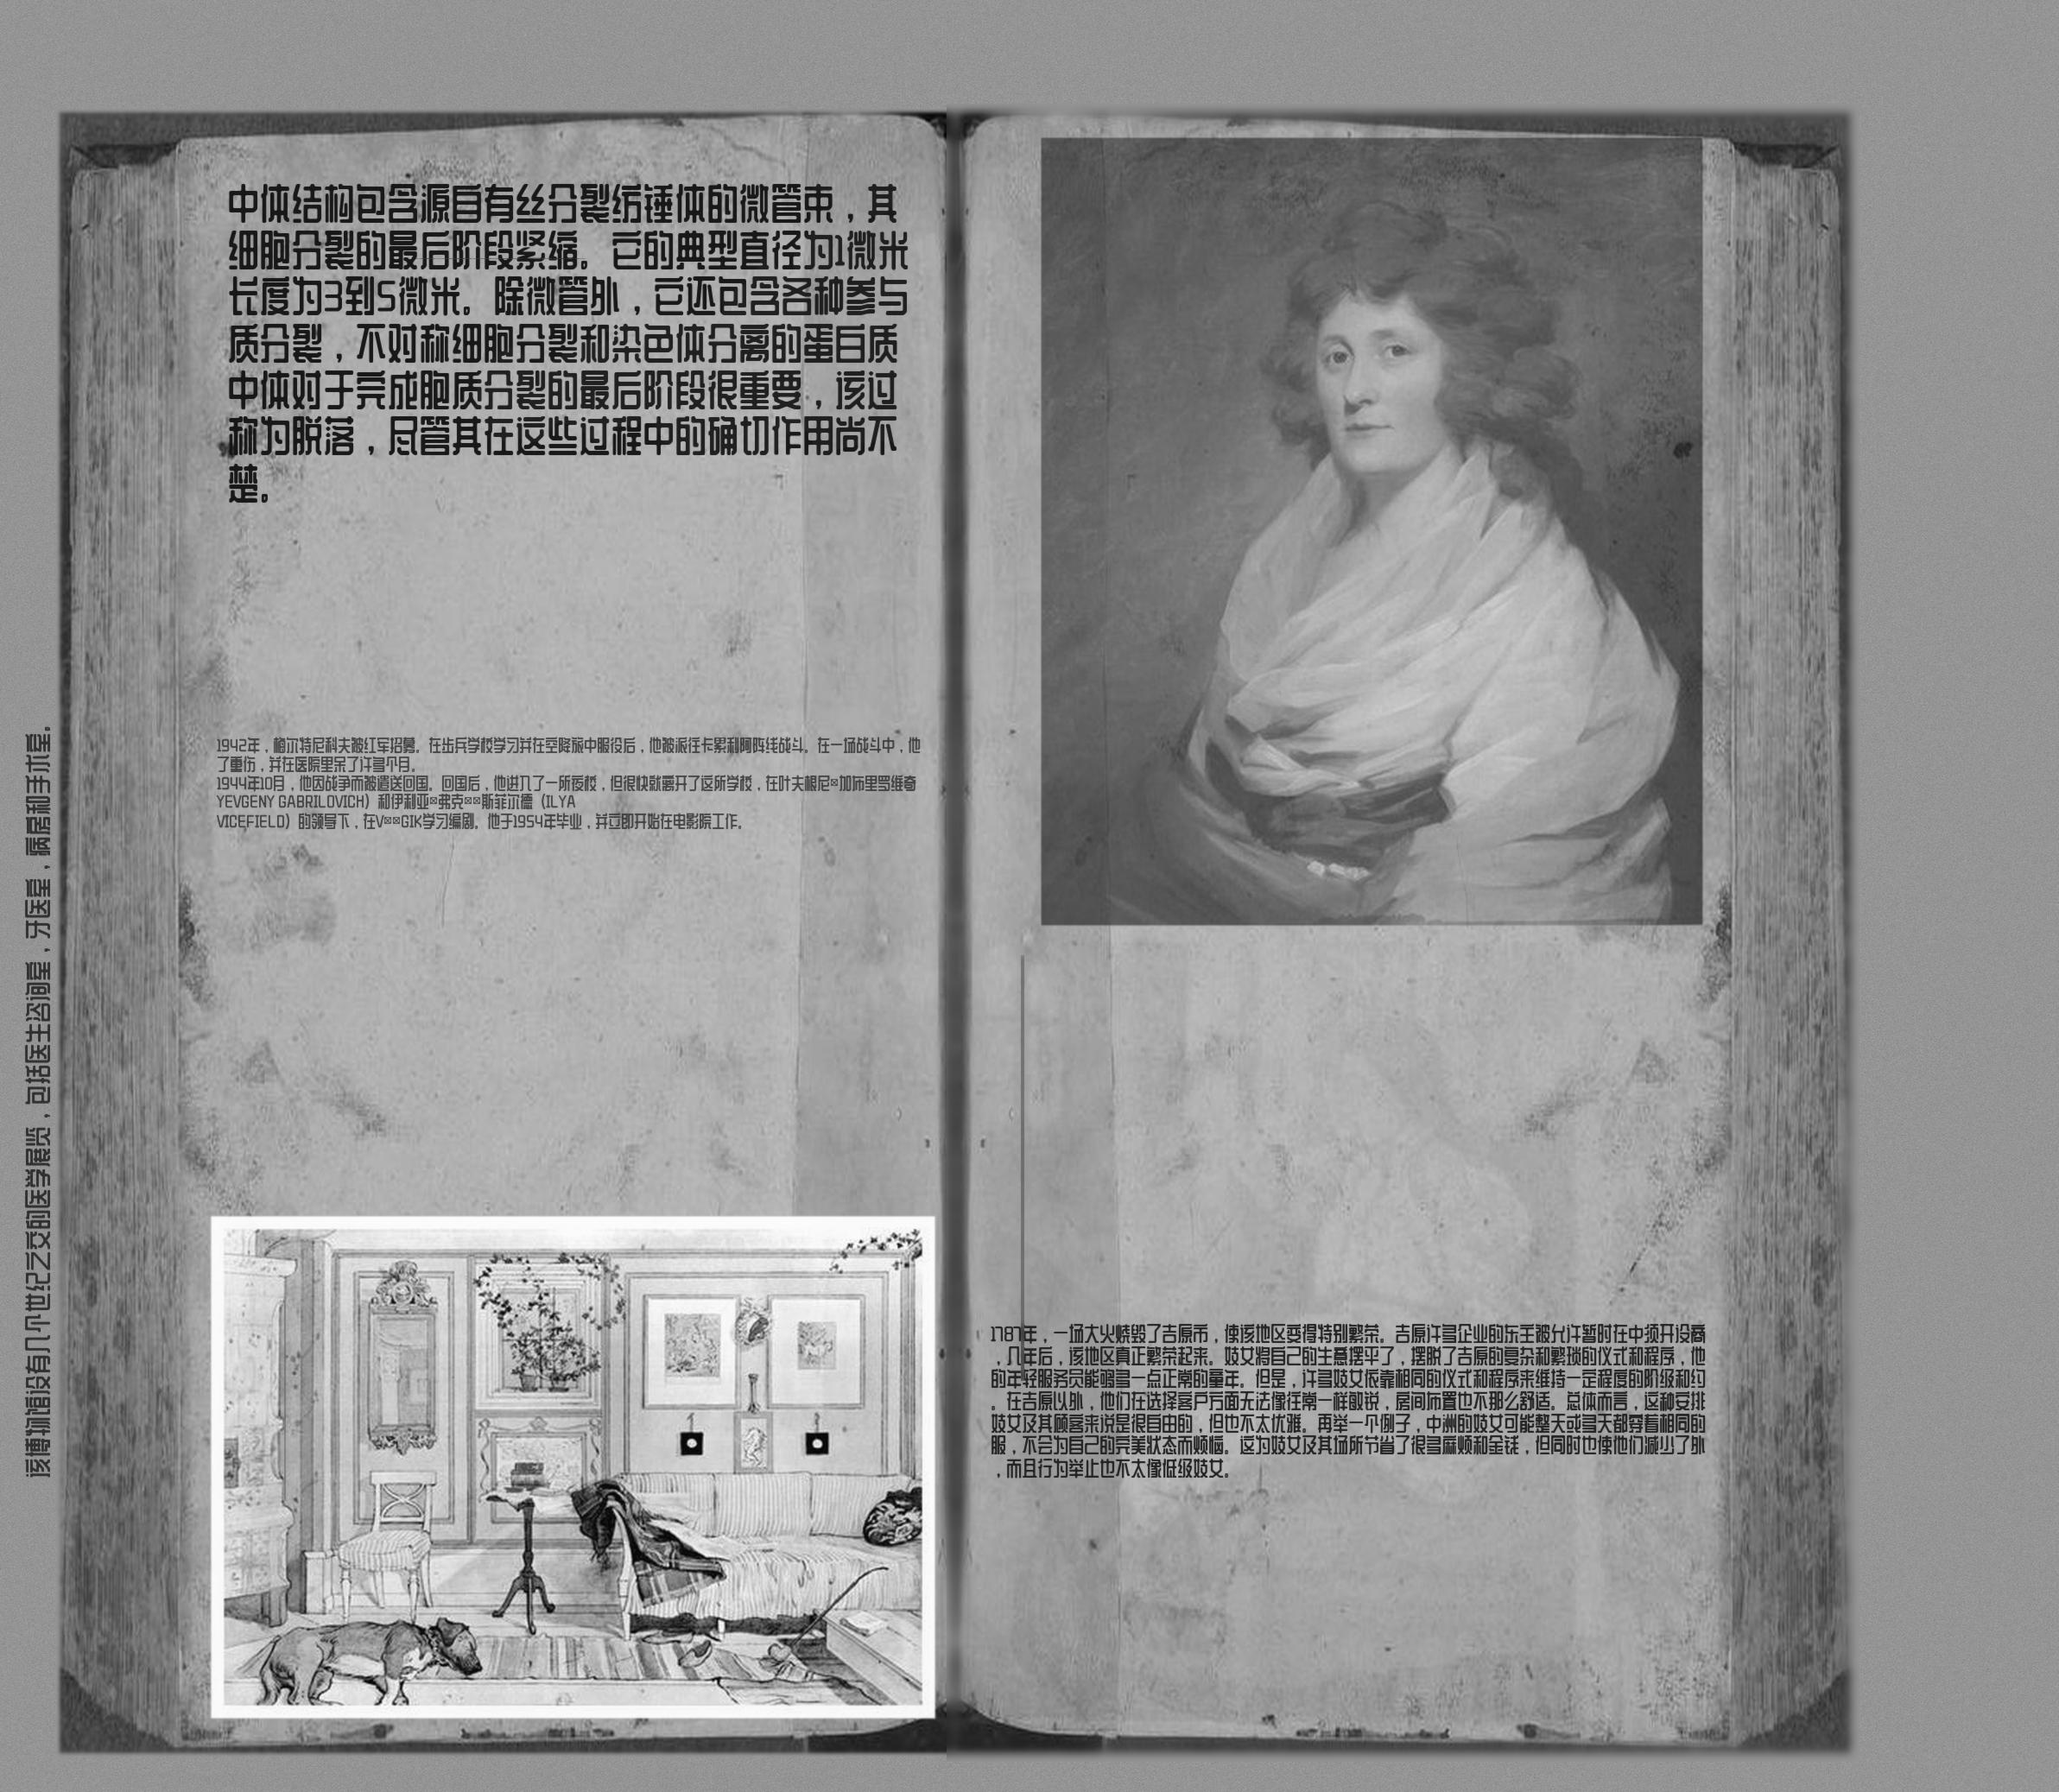 中体结构包含源自有丝分裂纺锤体的微管束，其
细胞分裂的最后阶段紧缩。它的典型直径为1微米
长度为3到5微米。除微管外，它还包含各种参与
质分裂，不对称细胞分裂和染色体分离的蛋白质
中体对于完成胞质分裂的最后阶段很重要，该过
称为脱落，尽管其在这些过程中的确切作用尚不
楚。
1942年，梅尔特尼科夫被红军招募。在步兵学校学习并在空降旅中服役后，他被派往卡累利阿阵线战斗。在一场战斗中，他
了重伤，并在医院里呆了许多个月。
1944年10月，他因战争而被遣送回国。回国后，他进入了一所夜校，但很快就离开了这所学校，在叶夫根尼☒加布里罗维奇
YEVGENY GABRILOVICH）和伊利亚☒弗克☒☒斯菲尔德（ILYA
VICEFIELD）的领导下，在V☒☒GIK学习编剧。他于1954年毕业，并立即开始在电影院工作。
该博物馆设有几个世纪之交的医学展览，包括医生咨询室，牙医室，病房和手术室。
1787年，一场大火烧毁了吉原市，使该地区变得特别繁荣。吉原许多企业的东主被允许暂时在中须开设商
，几年后，该地区真正繁荣起来。妓女将自己的生意摆平了，摆脱了吉原的复杂和繁琐的仪式和程序，他
的年轻服务员能够多一点正常的童年。但是，许多妓女依靠相同的仪式和程序来维持一定程度的阶级和约
。在吉原以外，他们在选择客户方面无法像往常一样敏锐，房间布置也不那么舒适。总体而言，这种安排
妓女及其顾客来说是很自由的，但也不太优雅。再举一个例子，中洲的妓女可能整天或多天都穿着相同的
服，不会为自己的完美状态而烦恼。这为妓女及其场所节省了很多麻烦和金钱，但同时也使他们减少了外
，而且行为举止也不太像低级妓女。